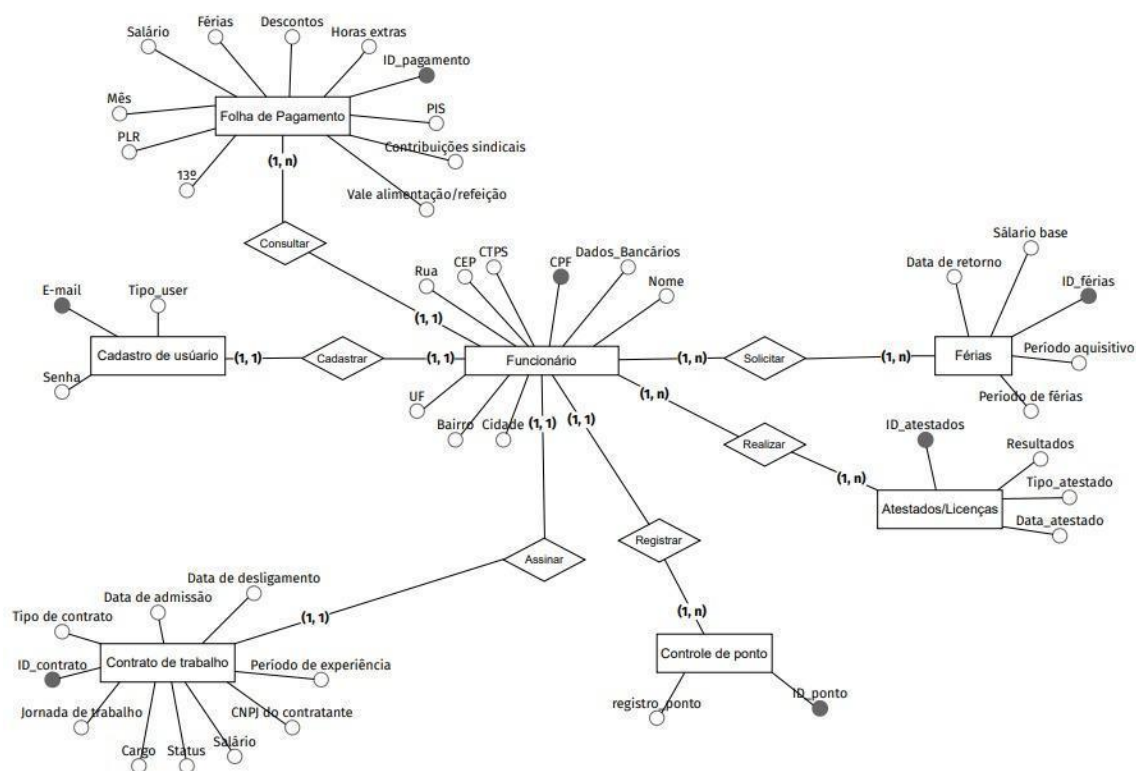 Salário
Férias
Descontos
Horas extras
ID_pagamento
Mês
Folha de Pagamento
PIS
PLR
Contribuições sindicais
(1, n)
13º
Vale alimentação/refeição
Consultar
Rua
CEP
CTPS
CPF
Dados_Bancários
Nome
Sálario base
Data de retorno
ID_férias
E-mail
Tipo_user
(1, 1)
Cadastro de usúario
(1, 1)
Cadastrar
(1, 1)
Funcionário
(1, n)
Solicitar
(1, n)
Férias
Período aquisitivo
Senha
UF
Bairro
Cidade
(1, 1)
(1, 1)
(1, n)
Período de férias
Realizar
ID_atestados
Resultados
(1, n)
Tipo_atestado
Atestados/Licenças
Data_atestado
Assinar
Registrar
Data de desligamento
Data de admissão
Tipo de contrato
(1, 1)
(1, n)
ID_contrato
Contrato de trabalho
Período de experiência
Controle de ponto
Jornada de trabalho
CNPJ do contratante
registro_ponto
ID_ponto
Cargo
Status
Salário